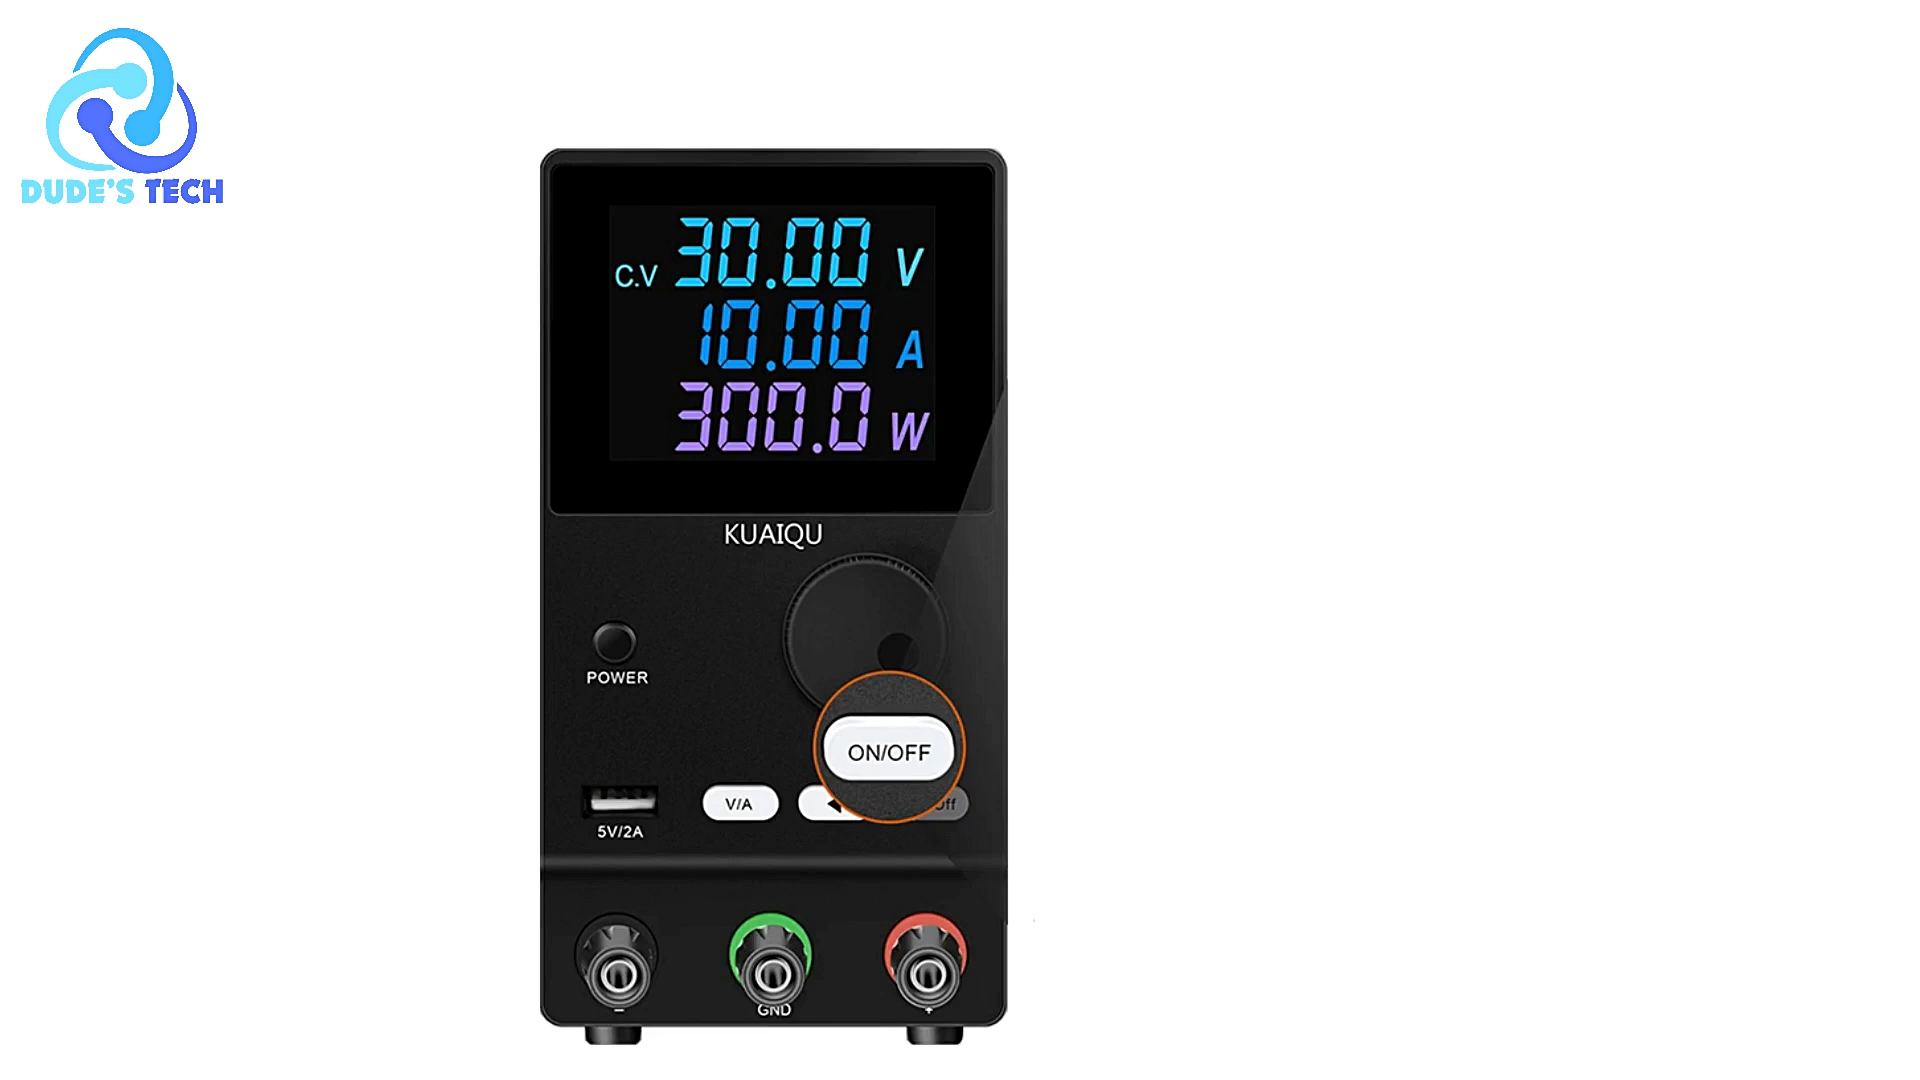 DUDE'S TECH
C.V 30.00 V
10.00 A
300.0 W
KUAIQU
POWER
ON/OFF
V/A
5V/2A
- GND +